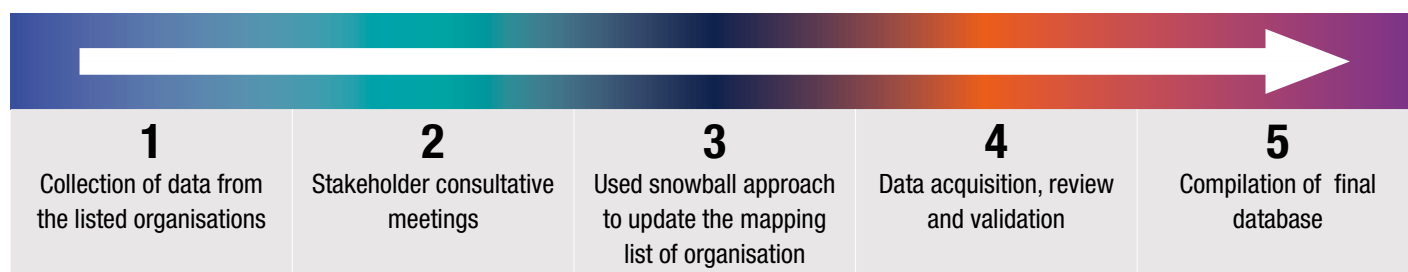 1
Collection of data from
the listed organisations
2
Stakeholder consultative
meetings
3
Used snowball approach
to update the mapping
list of organisation
4
Data acquisition, review
and validation
5
Compilation of final
database